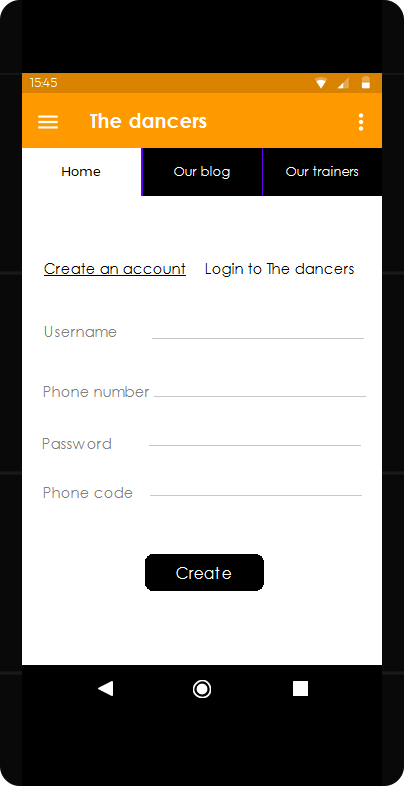 15:45
The dancers
Home Our blog Our trainers
Create an account Login to The dancers
Username
Phone number
Password
Phone code
Create